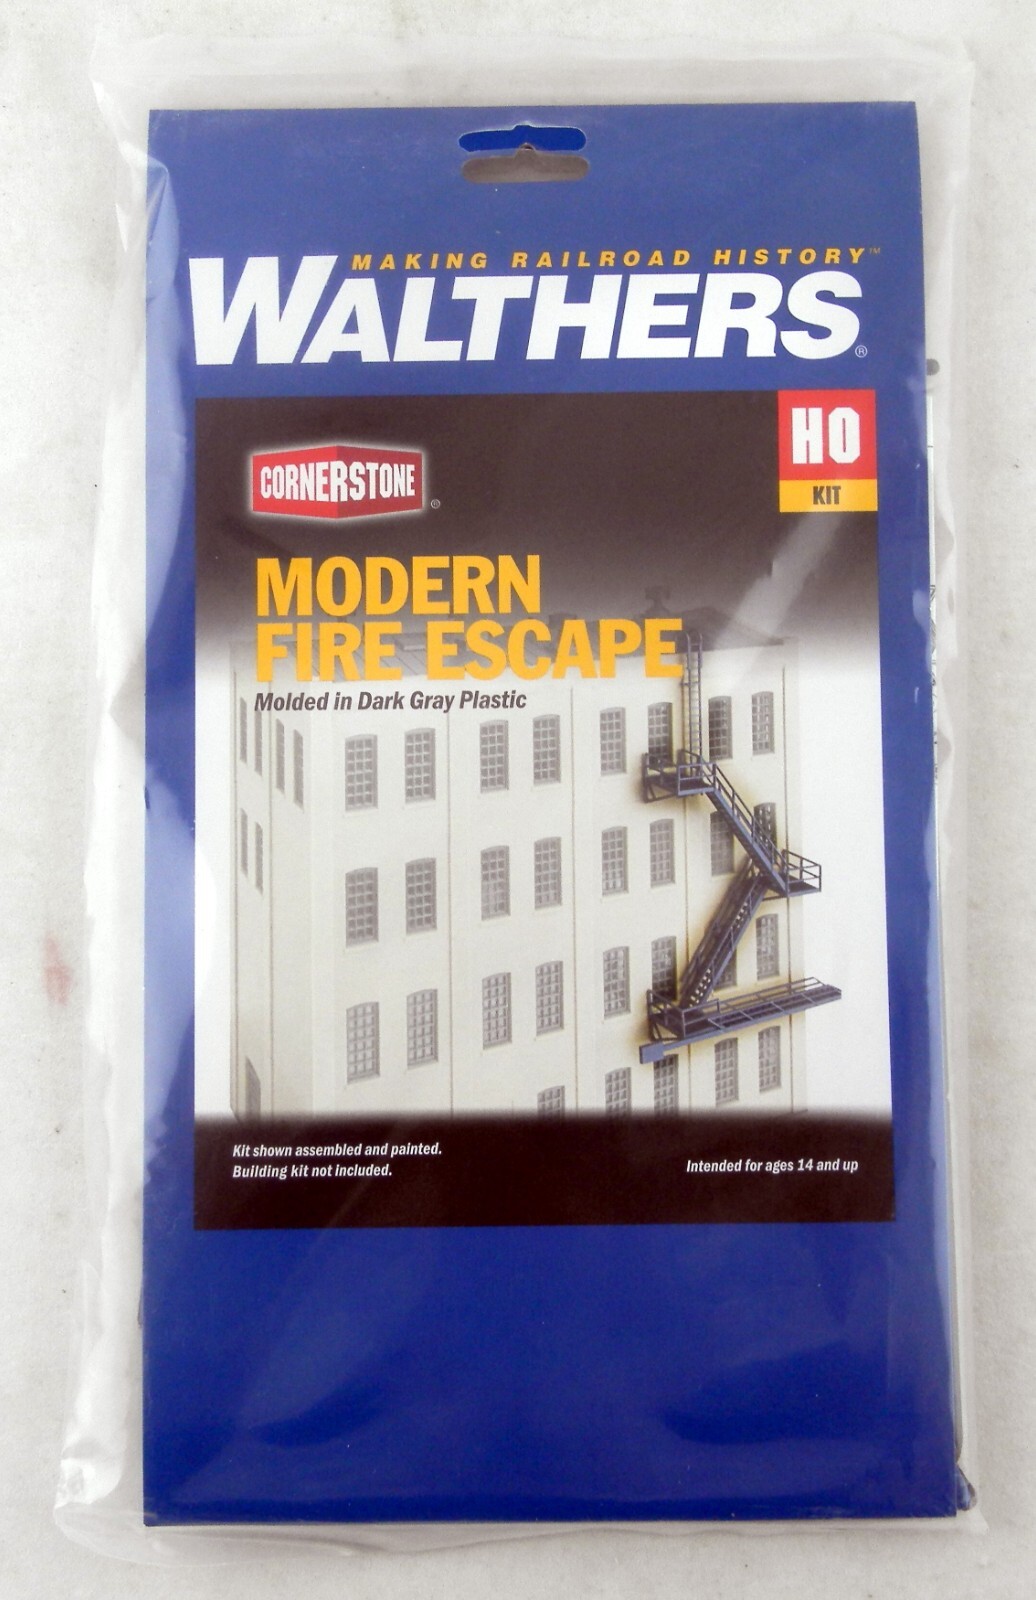 MAKING RAILROAD HISTORY™
WALTHERS®
HO
KIT
CORNERSTONE®
MODERN
FIRE ESCAPE
Molded in Dark Gray Plastic
Kit shown assembled and painted.
Building kit not included.
Intended for ages 14 and up